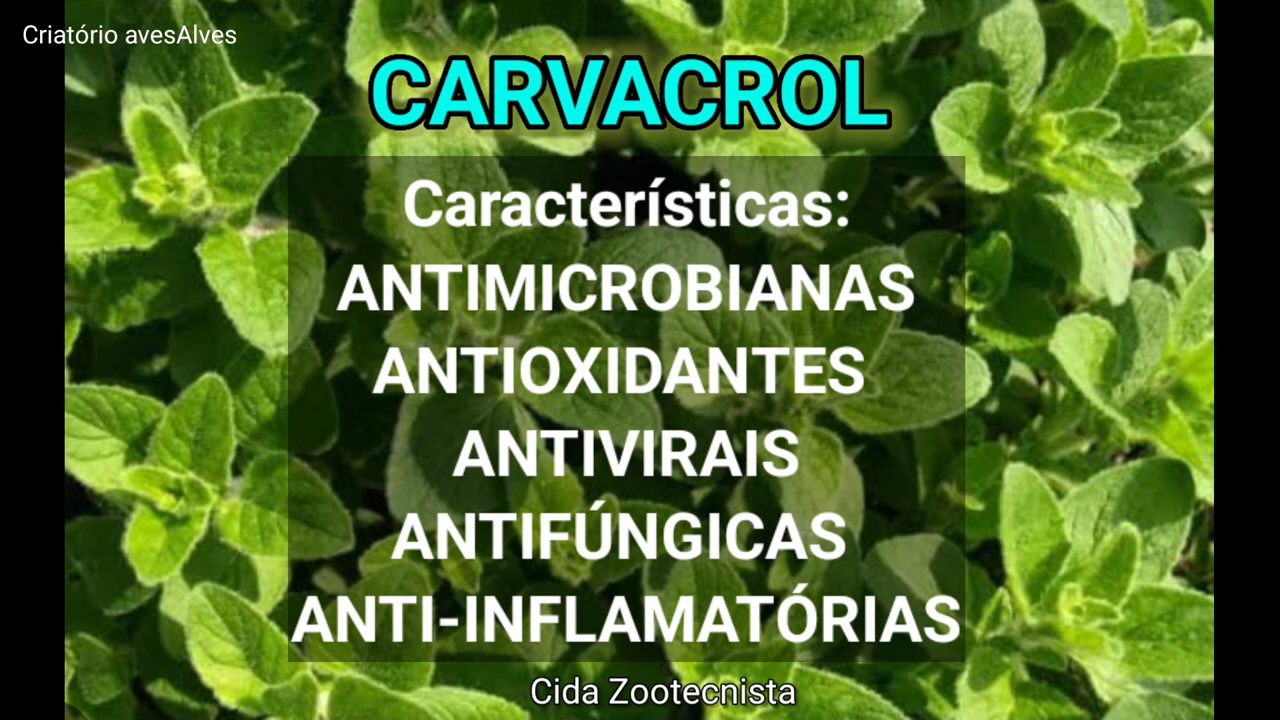 Criatório avesAlves
CARVACROL
Características:
ANTIMICROBIANAS
ANTIOXIDANTES
ANTIVIRAIS
ANTIFÚNGICAS
ANTI-INFLAMATÓRIAS
Cida Zootecnista